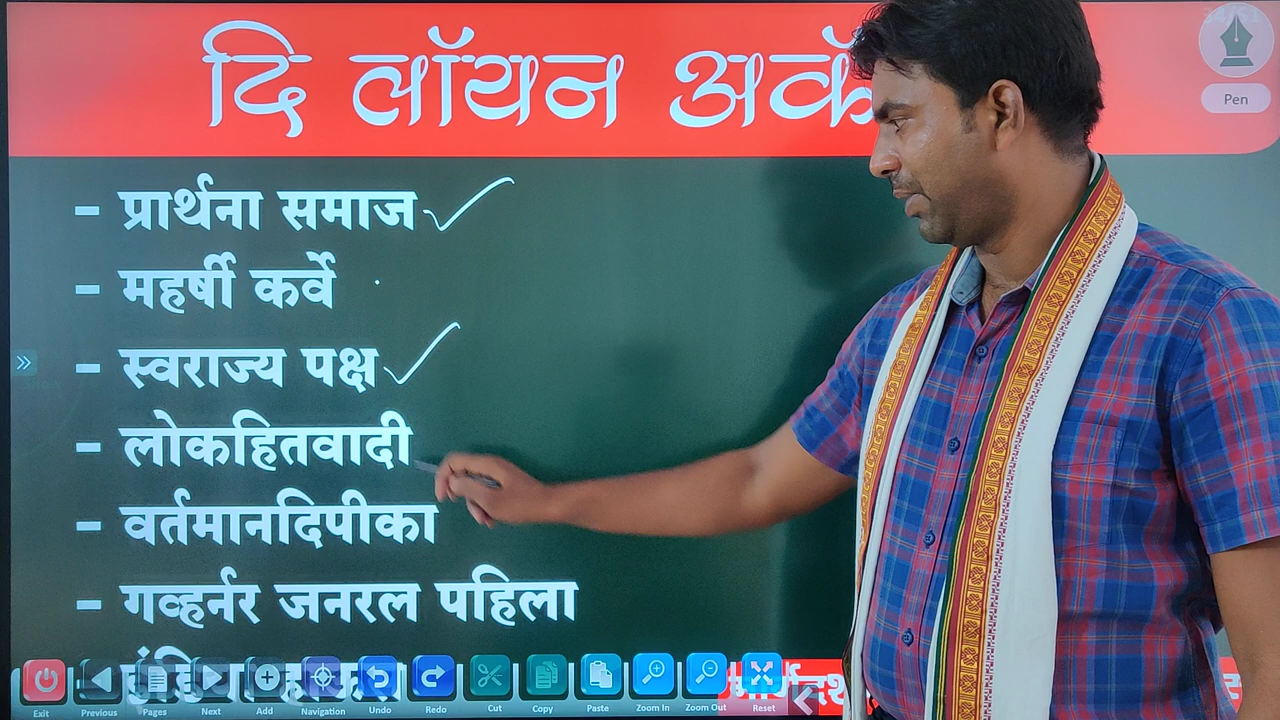 दि लॉयन
Pen
– प्रार्थना समाज
– महर्षी कर्वे
– स्वराज्य पक्ष
– लोकहितवादी
– वर्तमानदिपीका
– गव्हर्नर जनरल पहिला
Exit Previous Pages Next Add Navigation Undo Redo Cut Copy Paste Zoom In Zoom Out Reset